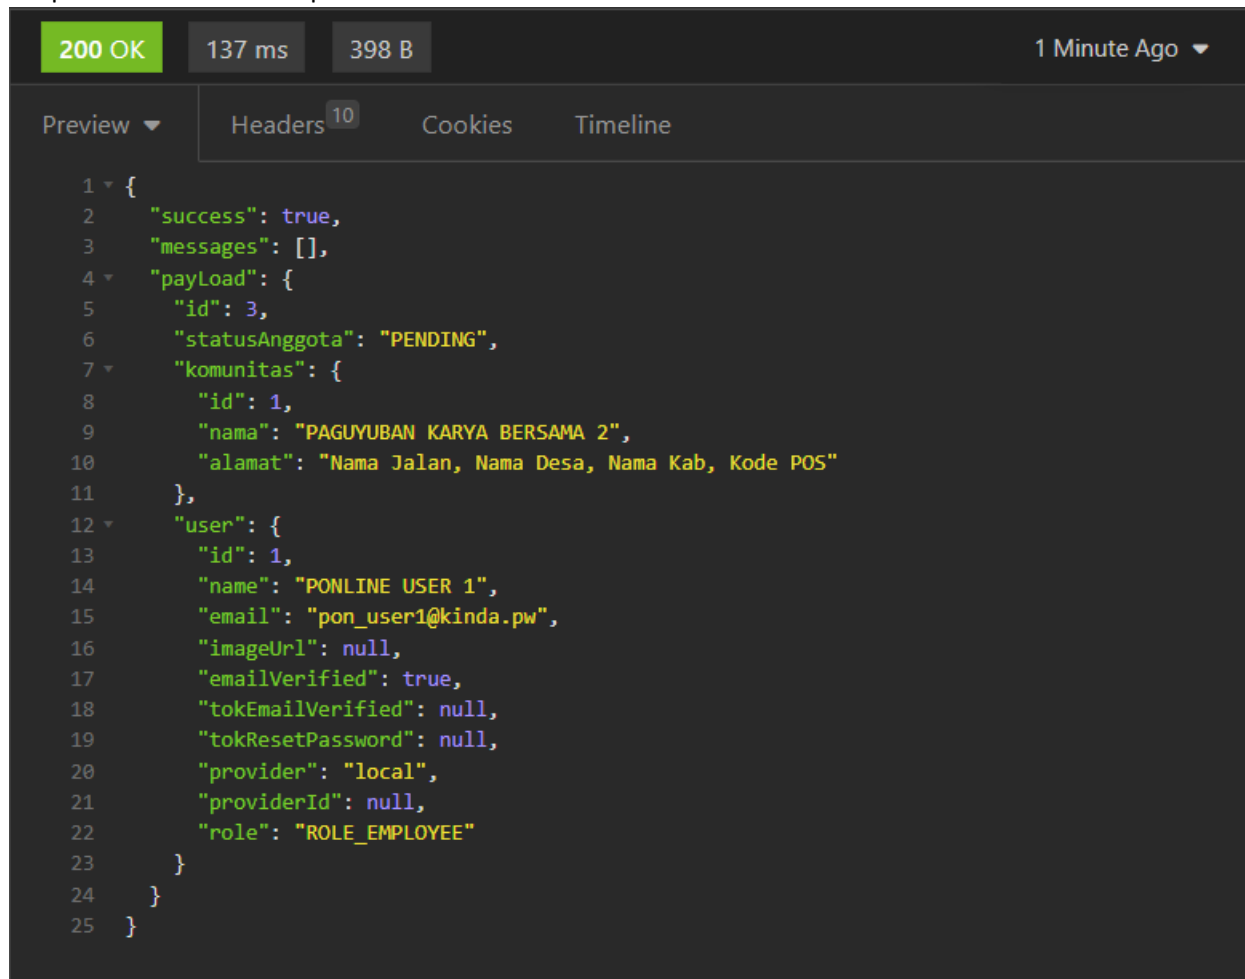 200 OK 137 ms 398 B 1 Minute Ago
Preview Headers 10 Cookies Timeline
1 {
2 "success": true,
3 "messages": [],
4 "payLoad": {
5 "id": 3,
6 "statusAnggota": "PENDING",
7 "komunitas": {
8 "id": 1,
9 "nama": "PAGUYUBAN KARYA BERSAMA 2",
10 "alamat": "Nama Jalan, Nama Desa, Nama Kab, Kode POS"
11 },
12 "user": {
13 "id": 1,
14 "name": "PONLINE USER 1",
15 "email": "pon_user1@kinda.pw",
16 "imageUrl": null,
17 "emailVerified": true,
18 "tokEmailVerified": null,
19 "tokResetPassword": null,
20 "provider": "local",
21 "providerId": null,
22 "role": "ROLE_EMPLOYEE"
23 }
24 }
25 }